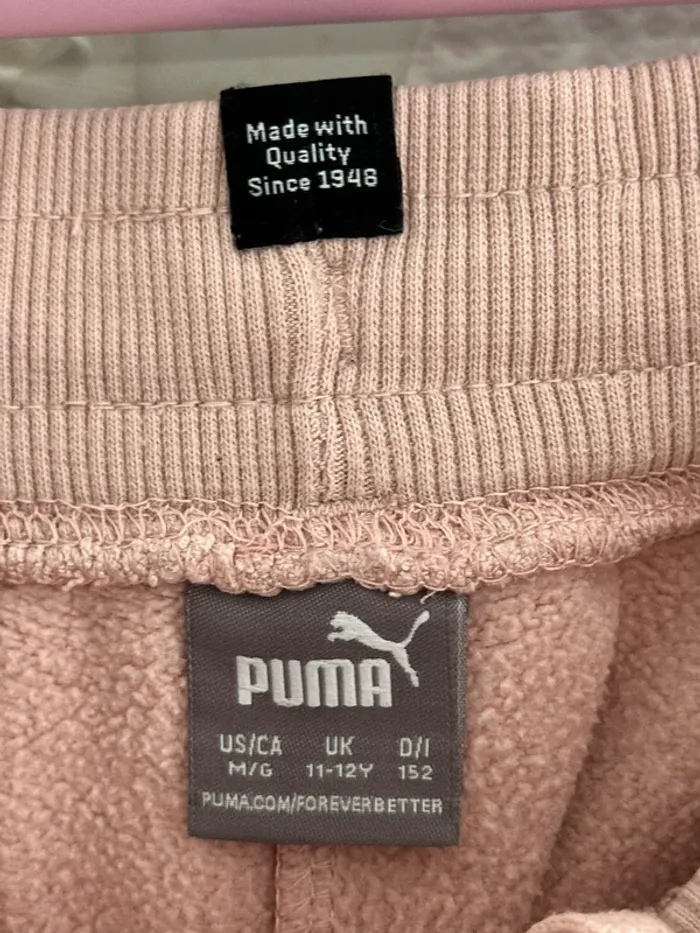 Made with
Quality
Since 1948
PUMA
US/CA UK D/I
M/G 11-12Y 152
PUMA.COM/FOREVERBETTER